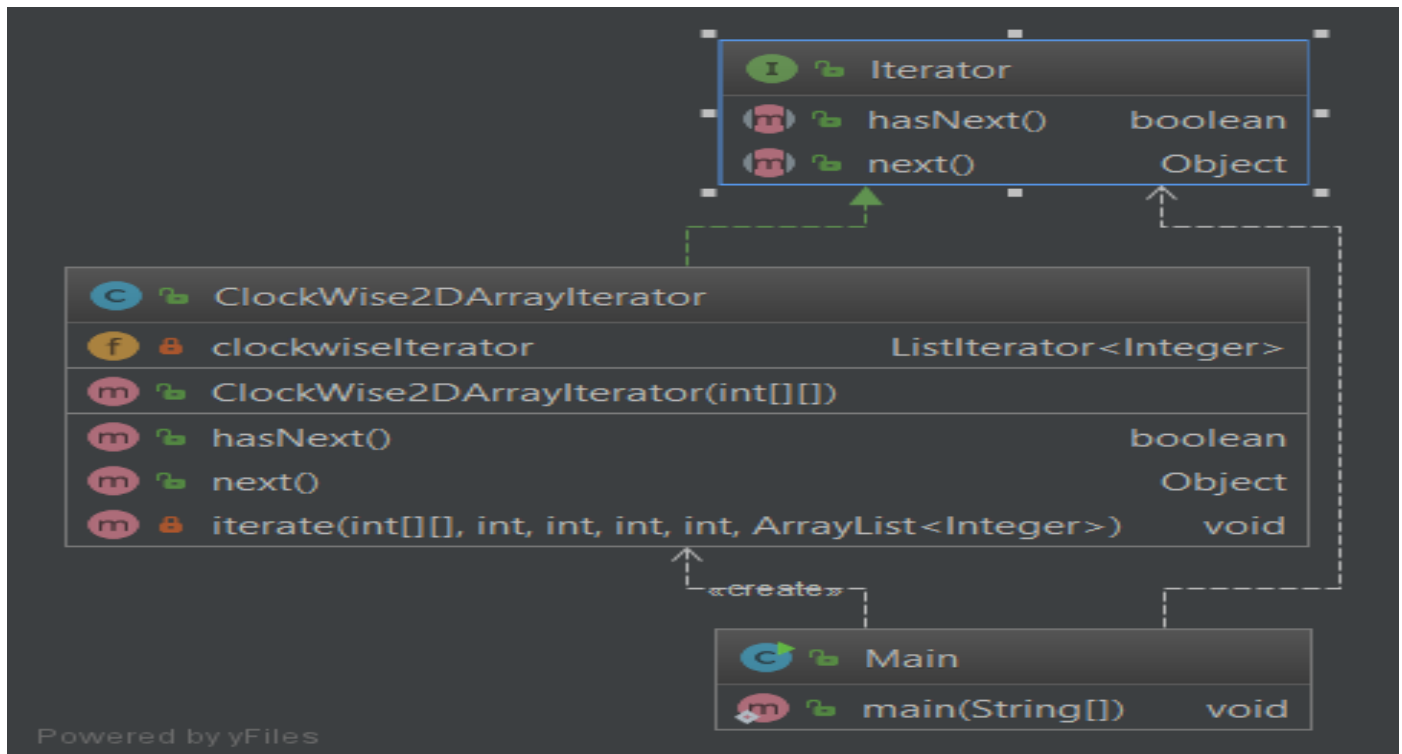 I Iterator
m hasNext() boolean
m next() Object
C ClockWise2DArrayIterator
f clockwiseIterator ListIterator<Integer>
m ClockWise2DArrayIterator(int[][])
m hasNext() boolean
m next() Object
m iterate(int[][], int, int, int, int, ArrayList<Integer>) void
«create»
C Main
m main(String[]) void
Powered by yFiles